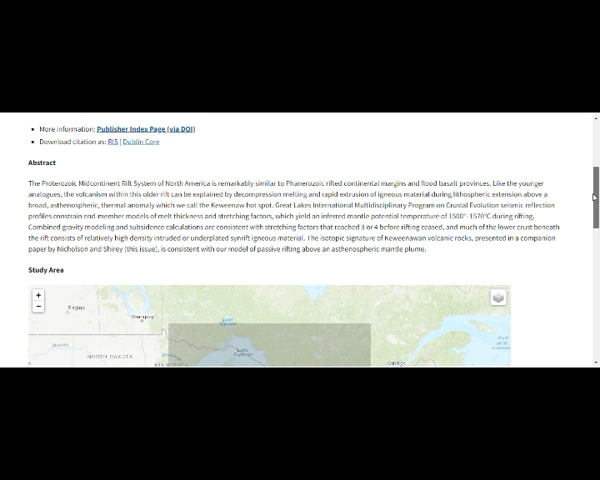 More information: Publisher Index Page (via DOI)
Download citation as: RIS | Dublin Core
Abstract
The Proterozoic Midcontinent Rift System of North America is remarkably similar to Phanerozoic rifted continental margins and flood basalt provinces. Like the younger
analogues, the volcanism within this older rift can be explained by decompression melting and rapid extrusion of igneous material during lithospheric extension above a
broad, asthenospheric, thermal anomaly which we call the Keweenaw hot spot. Great Lakes International Multidisciplinary Program on Crustal Evolution seismic reflection
profiles constrain end-member models of melt thickness and stretching factors, which yield an inferred mantle potential temperature of 1500°–1570°C during rifting.
Combined gravity modeling and subsidence calculations are consistent with stretching factors that reached 3 or 4 before rifting ceased, and much of the lower crust beneath
the rift consists of relatively high density intruded or underplated synrift igneous material. The isotopic signature of Keweenawan volcanic rocks, presented in a companion
paper by Nicholson and Shirey (this issue), is consistent with our model of passive rifting above an asthenospheric mantle plume.
Study Area
+
−
Regina
Winnipeg
NORTH DAKOTA
Lake
Superior